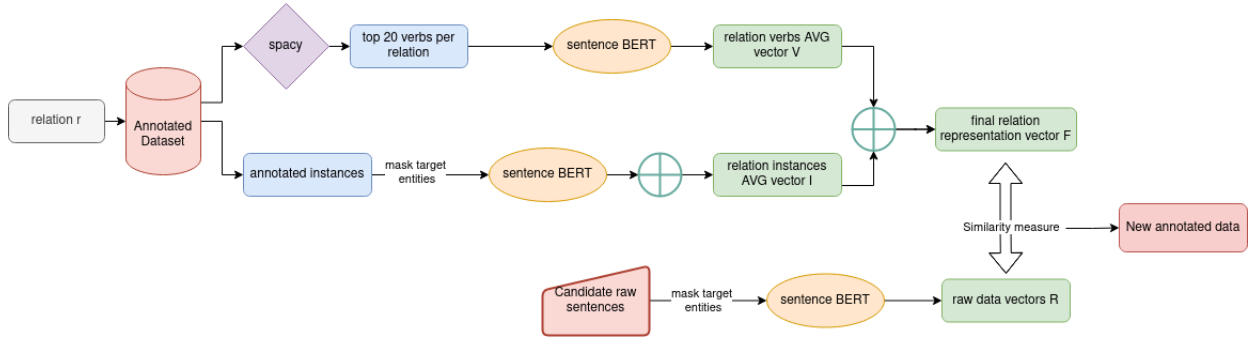 spacy
top 20 verbs per
relation
sentence BERT
relation verbs AVG
vector V
relation r
Annotated
Dataset
final relation
representation vector F
annotated instances
mask target
entities
sentence BERT
relation instances
AVG vector I
Similarity measure
New annotated data
Candidate raw
sentences
mask target
entities
sentence BERT
raw data vectors R